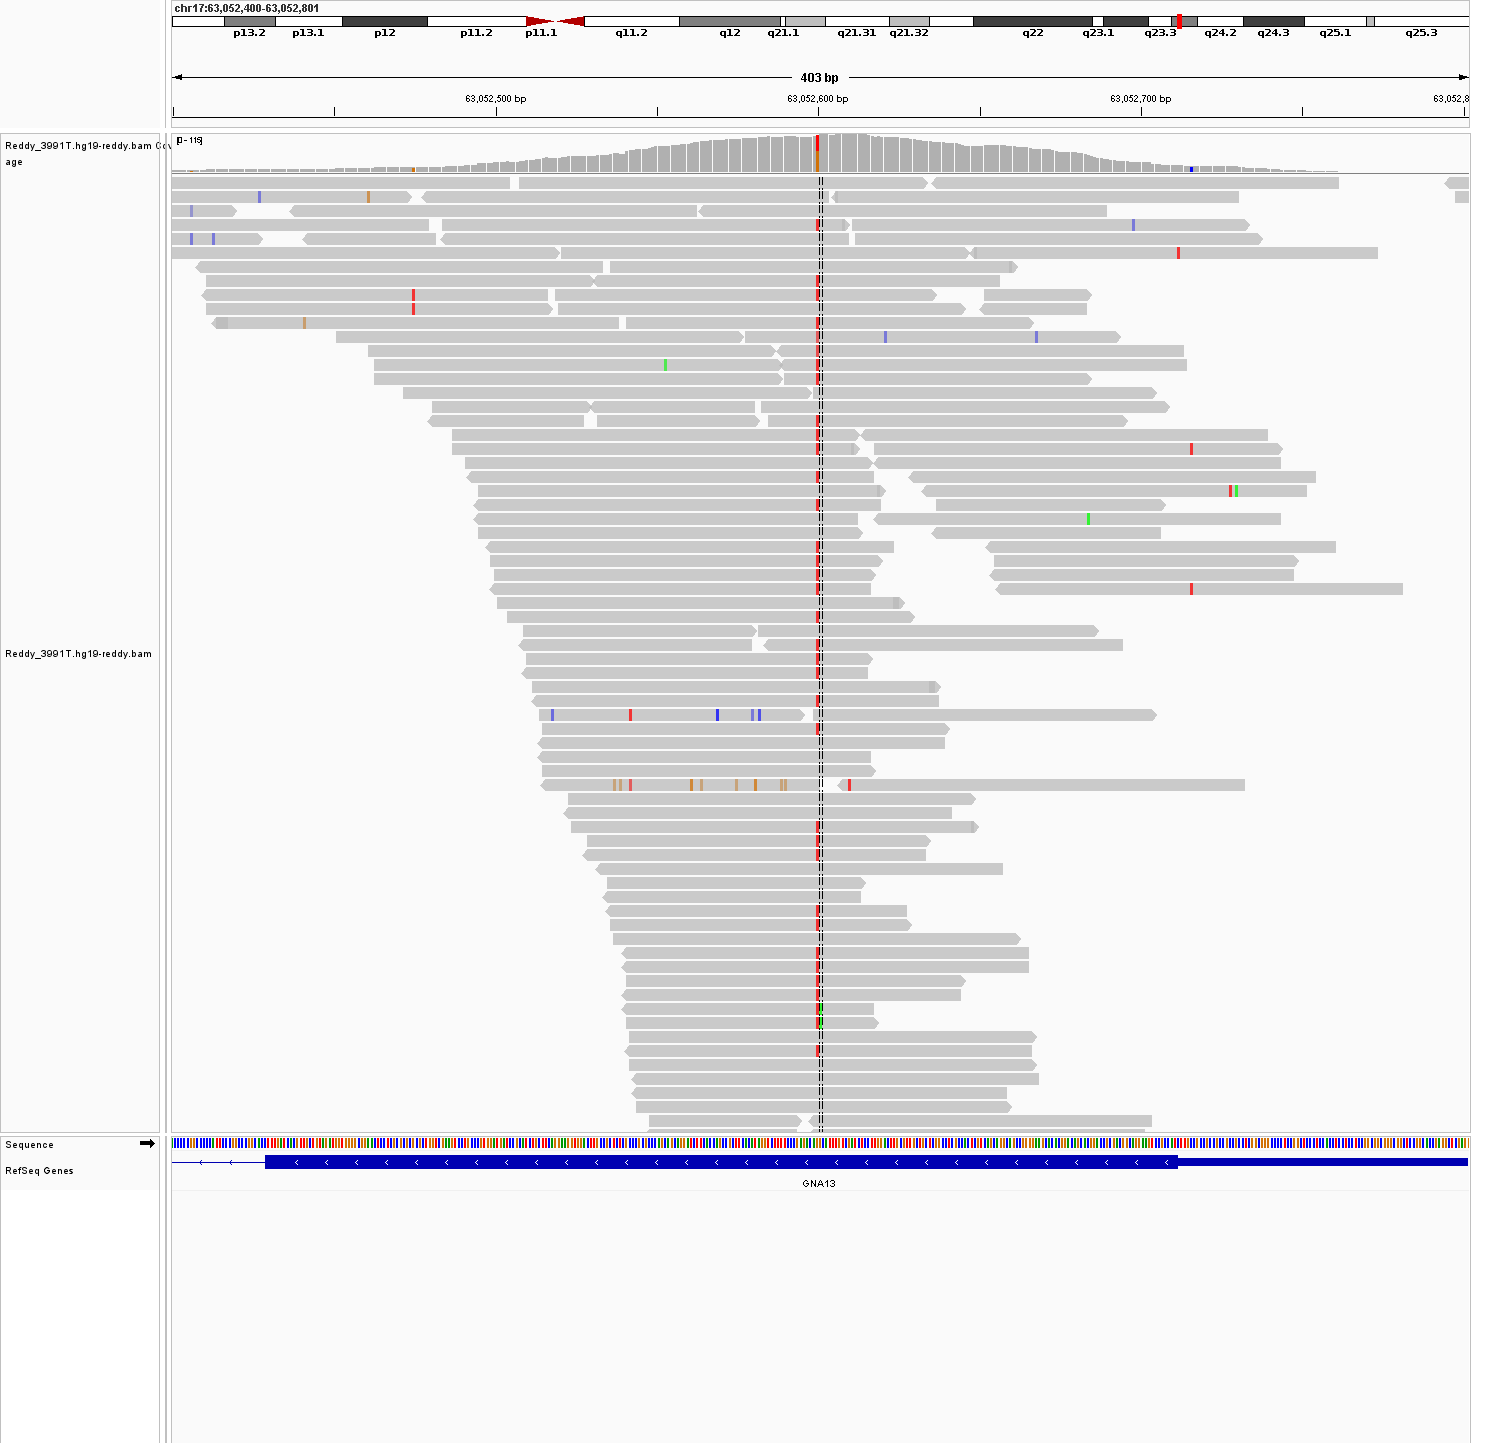 chr17:63,052,400-63,052,801
p13.2 p13.1 p12 p11.2 p11.1 q11.2 q12 q21.1 q21.31 q21.32 q22 q23.1 q23.3 q24.2 q24.3 q25.1 q25.3
403 bp
63,052,500 bp 63,052,600 bp 63,052,700 bp 63,052,8
Reddy_3991T.hg19-reddy.bam Cov
age
[0 - 115]
Reddy_3991T.hg19-reddy.bam
Sequence
RefSeq Genes
GNA13